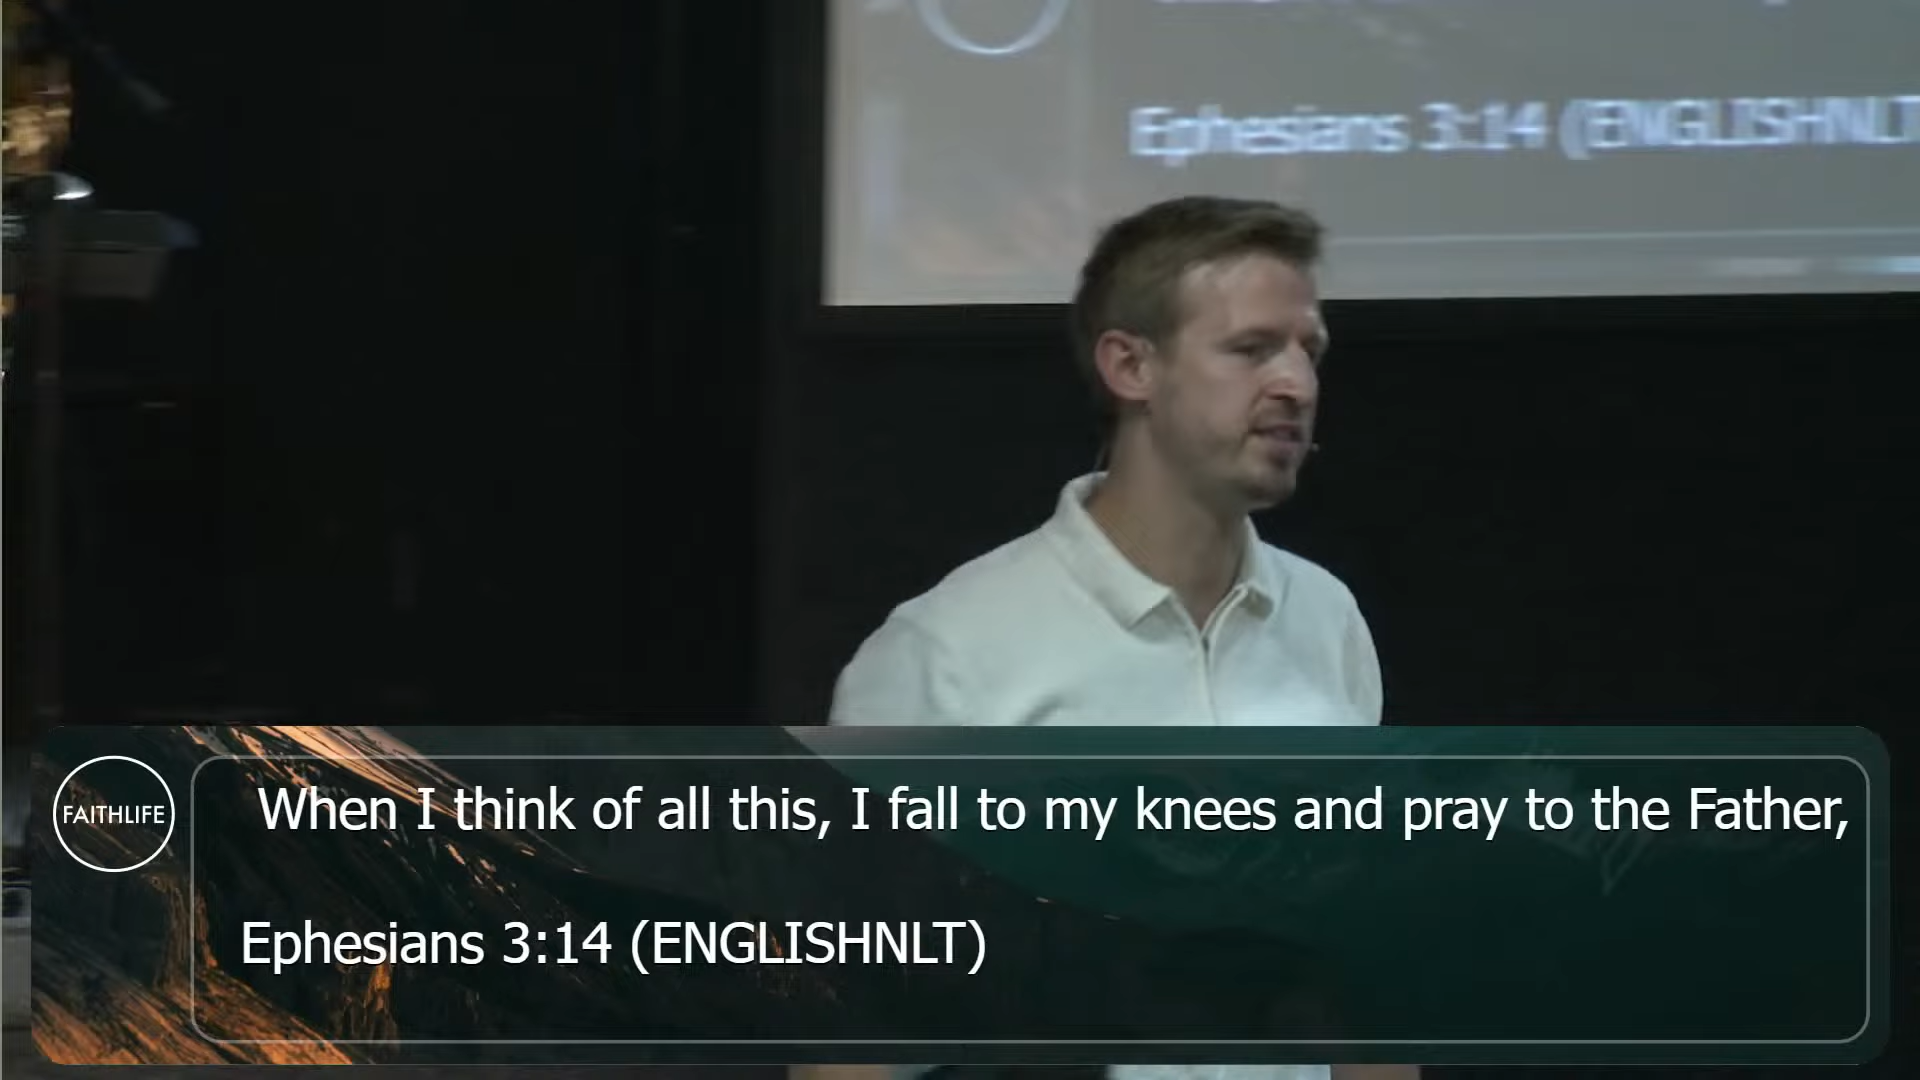 Ephesians 3:14 (ENGLISHNLT
FAITHLIFE
When I think of all this, I fall to my knees and pray to the Father,
Ephesians 3:14 (ENGLISHNLT)